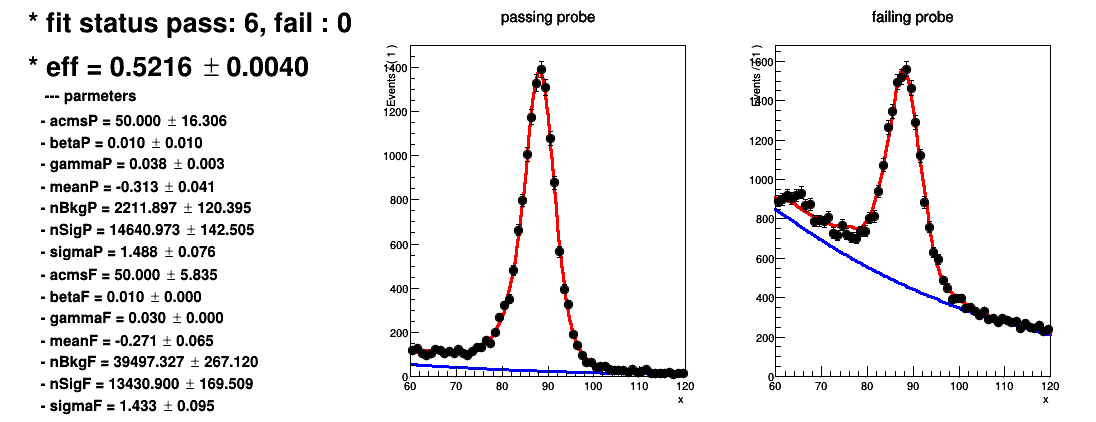 * fit status pass: 6, fail : 0
* eff = 0.5216 ± 0.0040
--- parmeters
- acmsP = 50.000 ± 16.306
- betaP = 0.010 ± 0.010
- gammaP = 0.038 ± 0.003
- meanP = -0.313 ± 0.041
- nBkgP = 2211.897 ± 120.395
- nSigP = 14640.973 ± 142.505
- sigmaP = 1.488 ± 0.076
- acmsF = 50.000 ± 5.835
- betaF = 0.010 ± 0.000
- gammaF = 0.030 ± 0.000
- meanF = -0.271 ± 0.065
- nBkgF = 39497.327 ± 267.120
- nSigF = 13430.900 ± 169.509
- sigmaF = 1.433 ± 0.095
passing probe
Events / ( 1 )
1400
1200
1000
800
600
400
200
0
60 70 80 90 100 110 120
x
failing probe
Events / ( 1 )
1600
1400
1200
1000
800
600
400
200
0
60 70 80 90 100 110 120
x